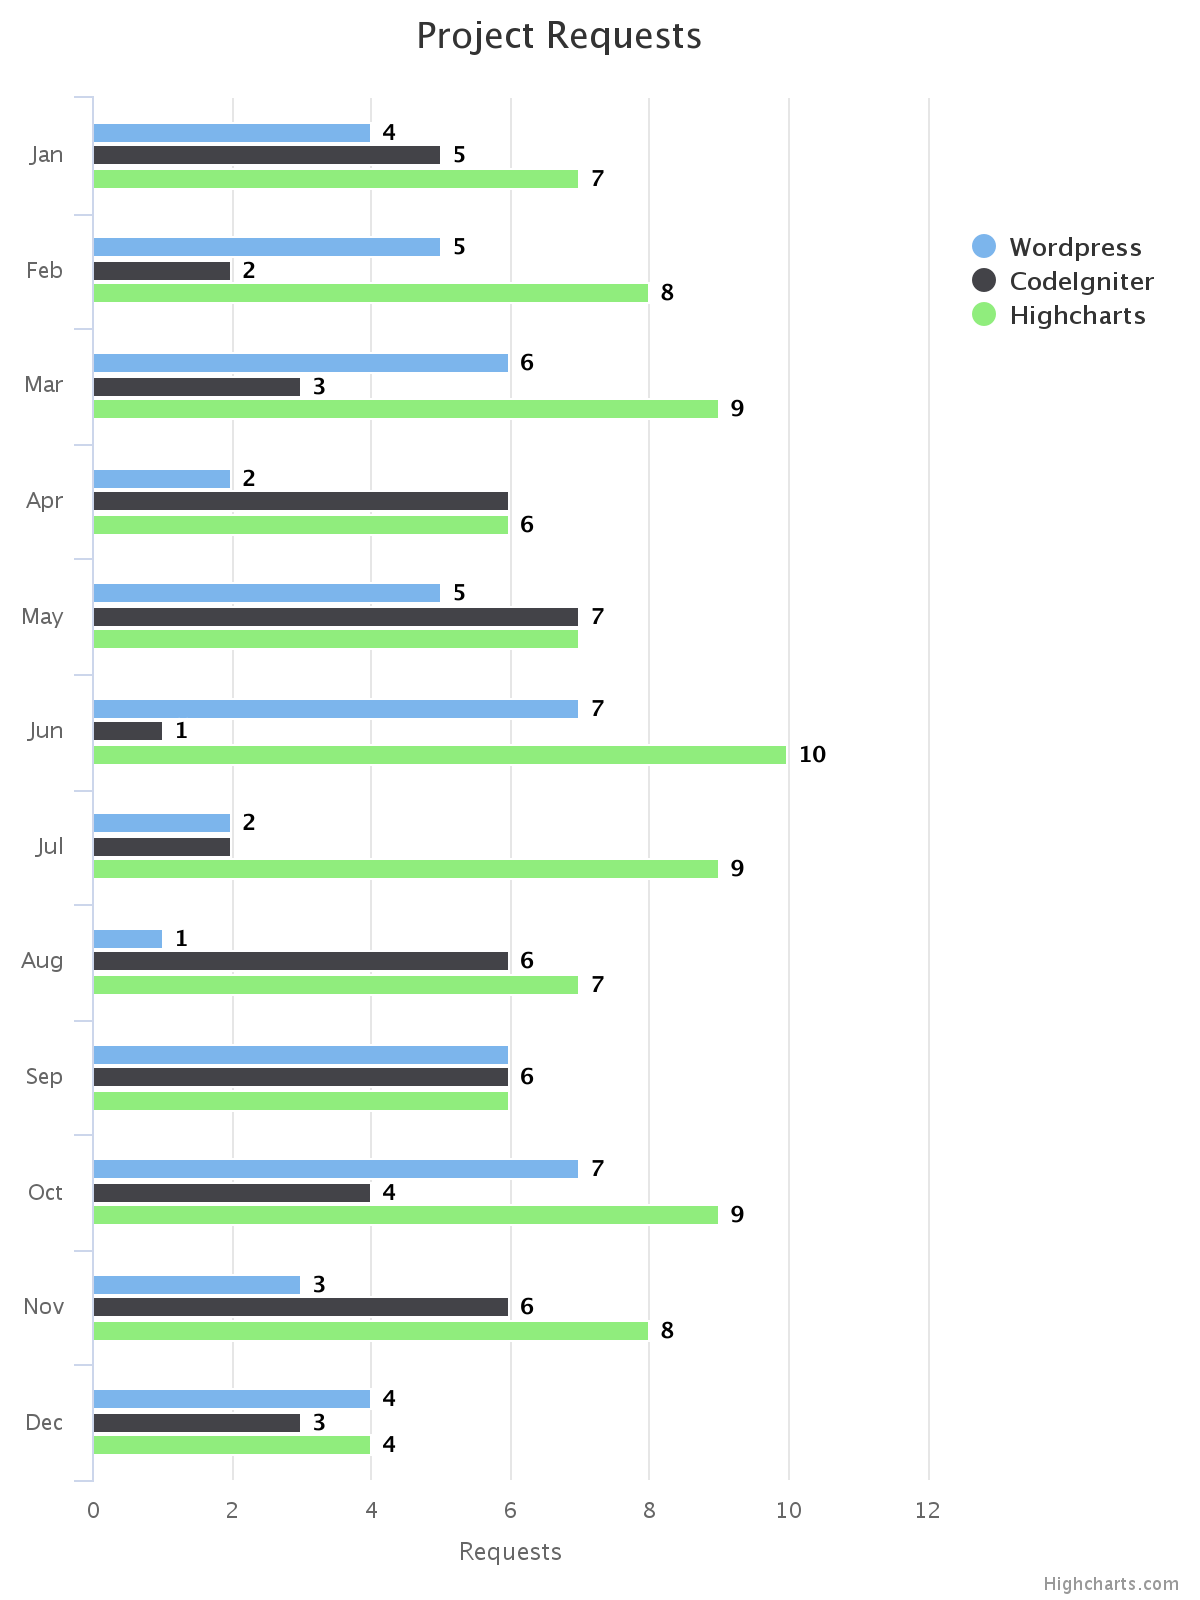 Project Requests
Jan
4
5
7
Feb
5
2
8
Mar
6
3
9
Apr
2
6
May
5
7
Jun
7
1
10
Jul
2
9
Aug
1
6
7
Sep
6
Oct
7
4
9
Nov
3
6
8
Dec
4
3
4
0 2 4 6 8 10 12
Requests
Wordpress
CodeIgniter
Highcharts
Highcharts.com